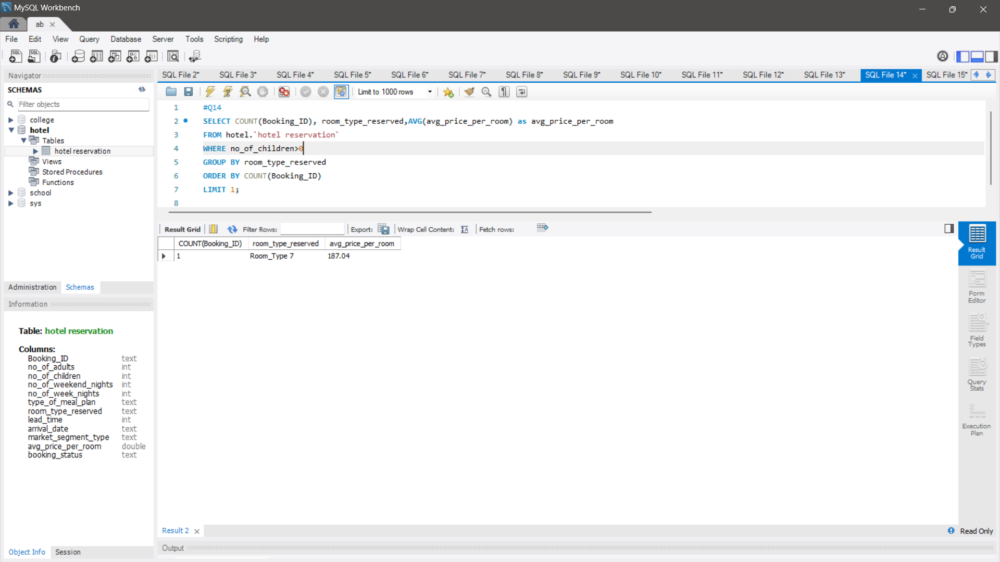 MySQL Workbench
ab
File Edit View Query Database Server Tools Scripting Help
Navigator
SCHEMAS
Filter objects
college
hotel
Tables
hotel reservation
Views
Stored Procedures
Functions
school
sys
Administration Schemas
Information
Table: hotel reservation
Columns:
Booking_ID text
no_of_adults int
no_of_children int
no_of_weekend_nights int
no_of_week_nights int
type_of_meal_plan text
room_type_reserved text
lead_time int
arrival_date text
market_segment_type text
avg_price_per_room double
booking_status text
Object Info Session
SQL File 2* SQL File 3* SQL File 4* SQL File 5* SQL File 6* SQL File 7* SQL File 8* SQL File 9* SQL File 10* SQL File 11* SQL File 12* SQL File 13* SQL File 14* SQL File 15*
Limit to 1000 rows
1 #Q14
2 SELECT COUNT(Booking_ID), room_type_reserved,AVG(avg_price_per_room) as avg_price_per_room
3 FROM hotel.`hotel reservation`
4 WHERE no_of_children>0
5 GROUP BY room_type_reserved
6 ORDER BY COUNT(Booking_ID)
7 LIMIT 1;
8
Result Grid Filter Rows: Export: Wrap Cell Content: Fetch rows:
COUNT(Booking_ID) room_type_reserved avg_price_per_room
1 Room_Type 7 187.04
Result
Grid
Form
Editor
Field
Types
Query
Stats
Execution
Plan
Result 2
Read Only
Output